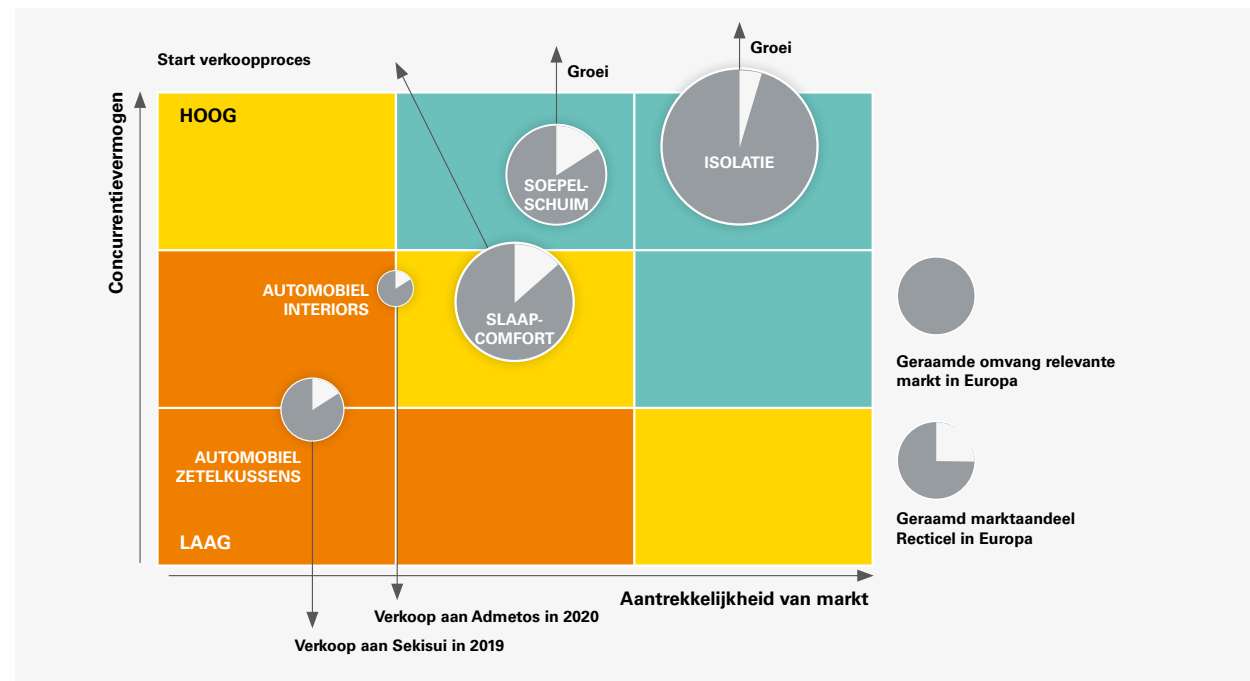 Start verkoopproces
Groei
Groei
Concurrentievermogen
HOOG
ISOLATIE
SOEPEL-
SCHUIM
AUTOMOBIEL
INTERIORS
SLAAP-
COMFORT
AUTOMOBIEL
ZETELKUSSENS
LAAG
Aantrekkelijkheid van markt
Verkoop aan Admetos in 2020
Verkoop aan Sekisui in 2019
Geraamde omvang relevante
markt in Europa
Geraamd marktaandeel
Recticel in Europa